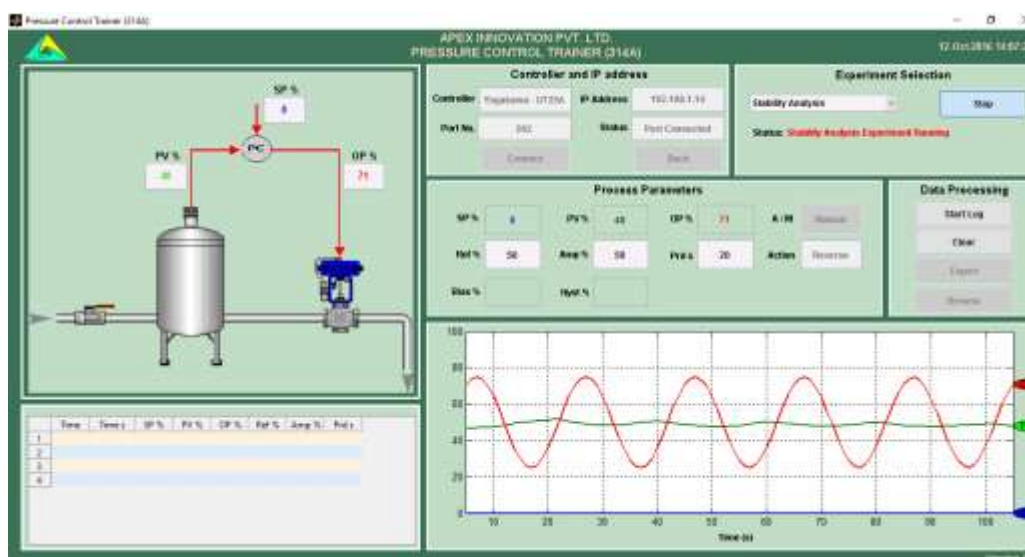 Pressure Control Trainer (314A)
APEX INNOVATION PVT. LTD.
PRESSURE CONTROL TRAINER (314A)
SP %
PC
PV %
OP %
71
Controller and IP address
Controller
IP Address
Port No.
Status
Port Connected
Connect
Experiment Selection
Stability Analysis
Stop
Status: Stability Analysis Experiment Running
Process Parameters
SP %
PV %
OP %
71
A / M
Manual
Ref %
50
Amp %
50
Prd s
20
Action
Reverse
Bias %
Hyst %
Data Processing
Start Log
Clear
Time
Time s
SP %
PV %
OP %
Ref %
Amp %
Prd s
1
2
3
4
100
80
60
40
20
0
10
20
30
40
50
60
70
80
90
100
Time (s)